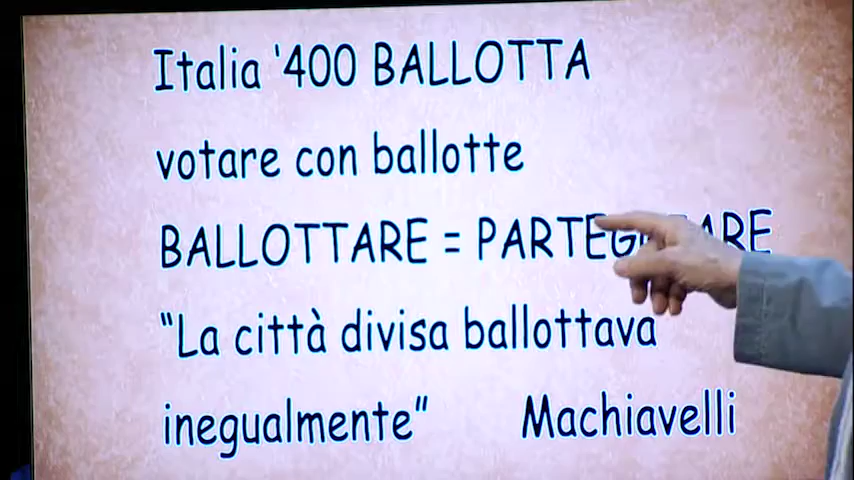 Italia '400 BALLOTTA
votare con ballotte
BALLOTTARE =
"La città divisa ballottava
inegualmente" Machiavelli